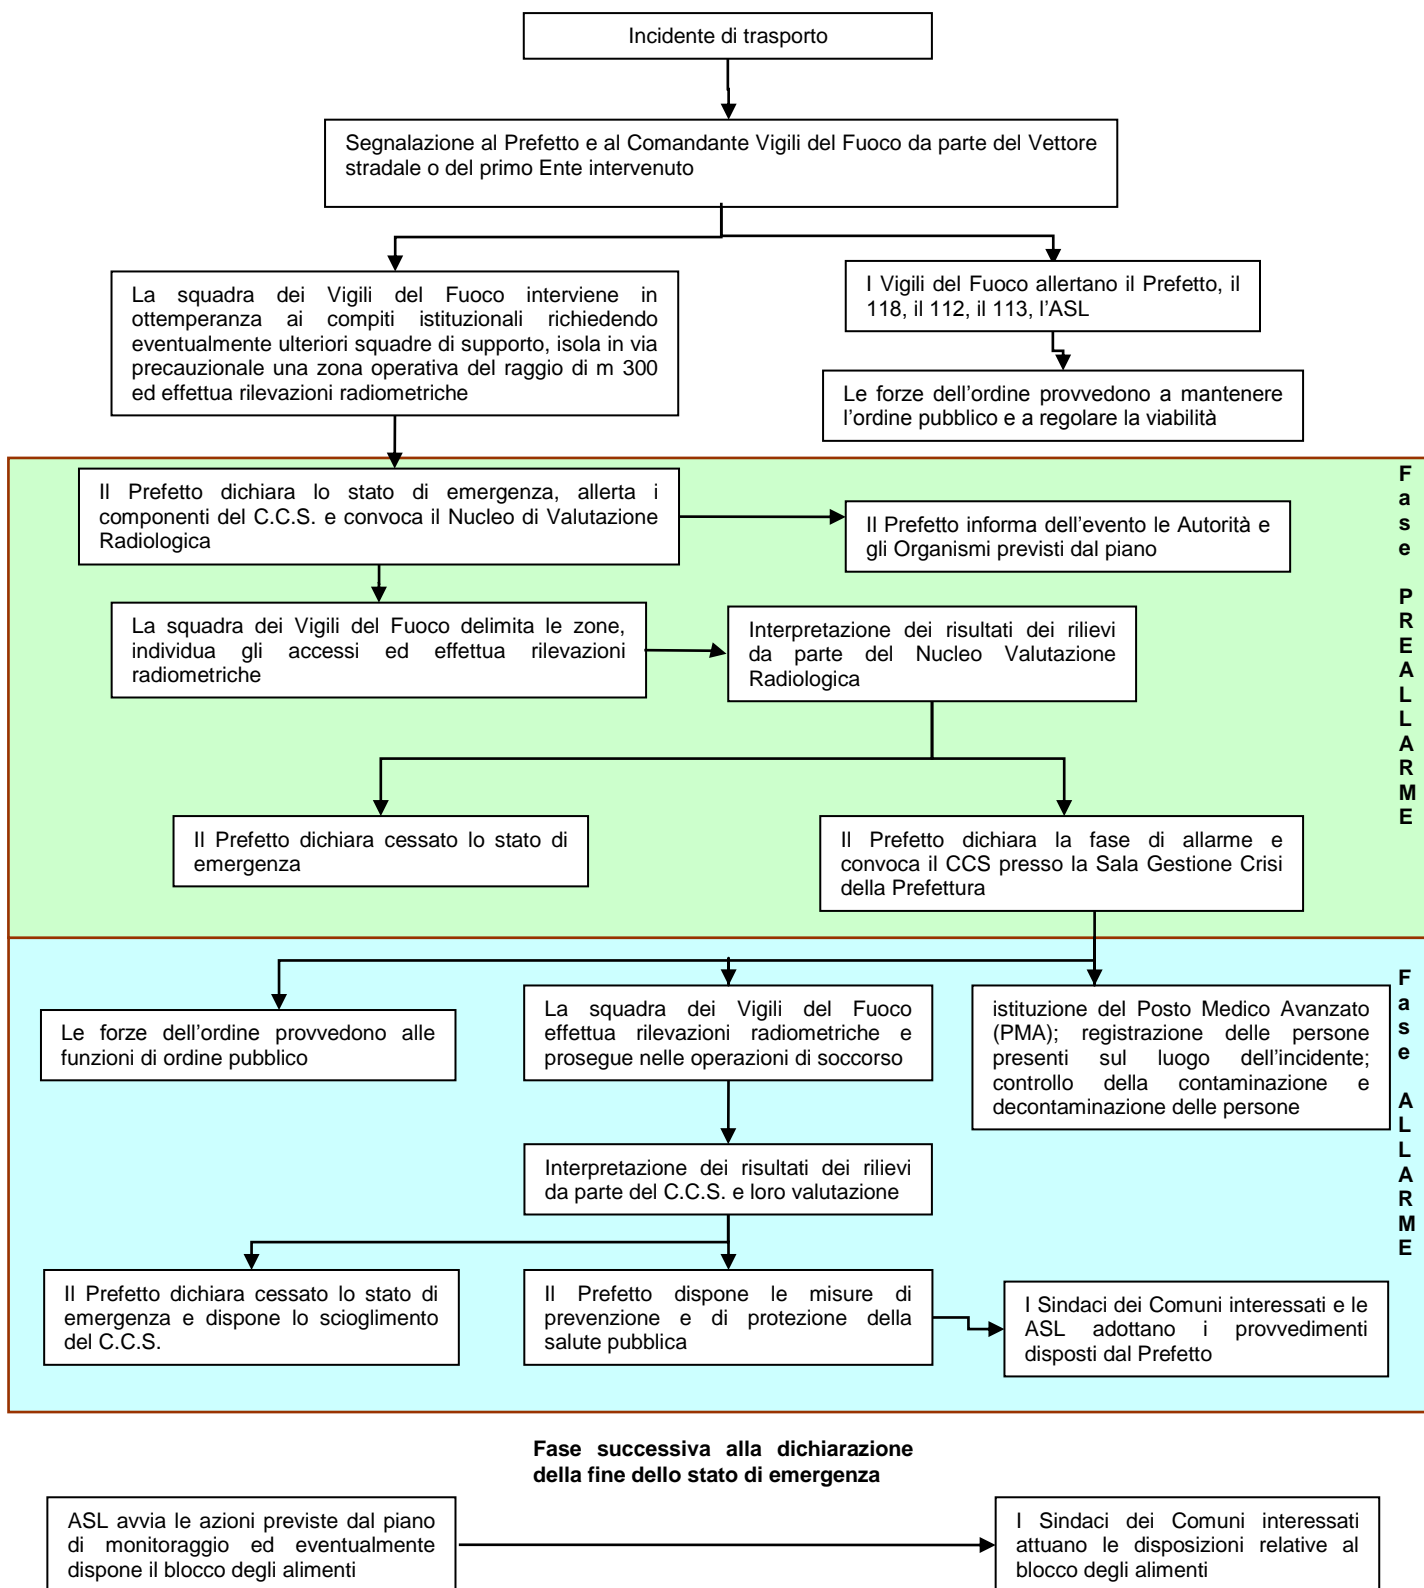 Incidente di trasporto
Segnalazione al Prefetto e al Comandante Vigili del Fuoco da parte del Vettore
stradale o del primo Ente intervenuto
La squadra dei Vigili del Fuoco interviene in
ottemperanza ai compiti istituzionali richiedendo
eventualmente ulteriori squadre di supporto, isola in via
precauzionale una zona operativa del raggio di m 300
ed effettua rilevazioni radiometriche
I Vigili del Fuoco allertano il Prefetto, il
118, il 112, il 113, l’ASL
Le forze dell’ordine provvedono a mantenere
l’ordine pubblico e a regolare la viabilità
Fase PREALLARME
Il Prefetto dichiara lo stato di emergenza, allerta i
componenti del C.C.S. e convoca il Nucleo di Valutazione
Radiologica
Il Prefetto informa dell’evento le Autorità e
gli Organismi previsti dal piano
La squadra dei Vigili del Fuoco delimita le zone,
individua gli accessi ed effettua rilevazioni
radiometriche
Interpretazione dei risultati dei rilievi
da parte del Nucleo Valutazione
Radiologica
Il Prefetto dichiara cessato lo stato di
emergenza
Il Prefetto dichiara la fase di allarme e
convoca il CCS presso la Sala Gestione Crisi
della Prefettura
Fase ALLARME
Le forze dell’ordine provvedono alle
funzioni di ordine pubblico
La squadra dei Vigili del Fuoco
effettua rilevazioni radiometriche e
prosegue nelle operazioni di soccorso
istituzione del Posto Medico Avanzato
(PMA); registrazione delle persone
presenti sul luogo dell’incidente;
controllo della contaminazione e
decontaminazione delle persone
Interpretazione dei risultati dei rilievi
da parte del C.C.S. e loro valutazione
Il Prefetto dichiara cessato lo stato di
emergenza e dispone lo scioglimento
del C.C.S.
Il Prefetto dispone le misure di
prevenzione e di protezione della
salute pubblica
I Sindaci dei Comuni interessati e le
ASL adottano i provvedimenti
disposti dal Prefetto
Fase successiva alla dichiarazione
della fine dello stato di emergenza
ASL avvia le azioni previste dal piano
di monitoraggio ed eventualmente
dispone il blocco degli alimenti
I Sindaci dei Comuni interessati
attuano le disposizioni relative al
blocco degli alimenti